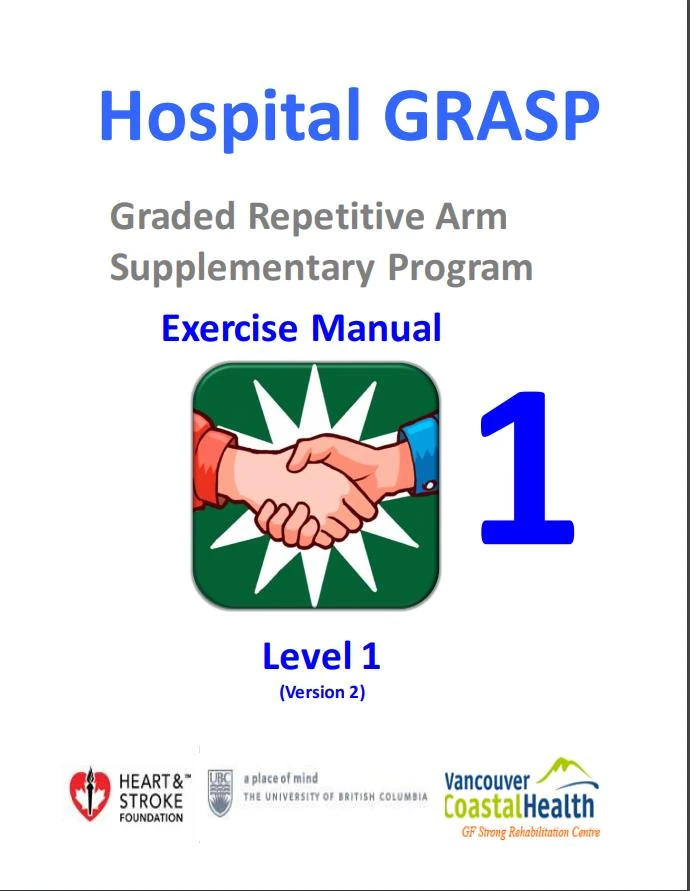 Hospital GRASP
Graded Repetitive Arm
Supplementary Program
Exercise Manual
1
Level 1
(Version 2)
HEART &™
STROKE
FOUNDATION
UBC
a place of mind
THE UNIVERSITY OF BRITISH COLUMBIA
Vancouver
CoastalHealth
GF Strong Rehabilitation Centre